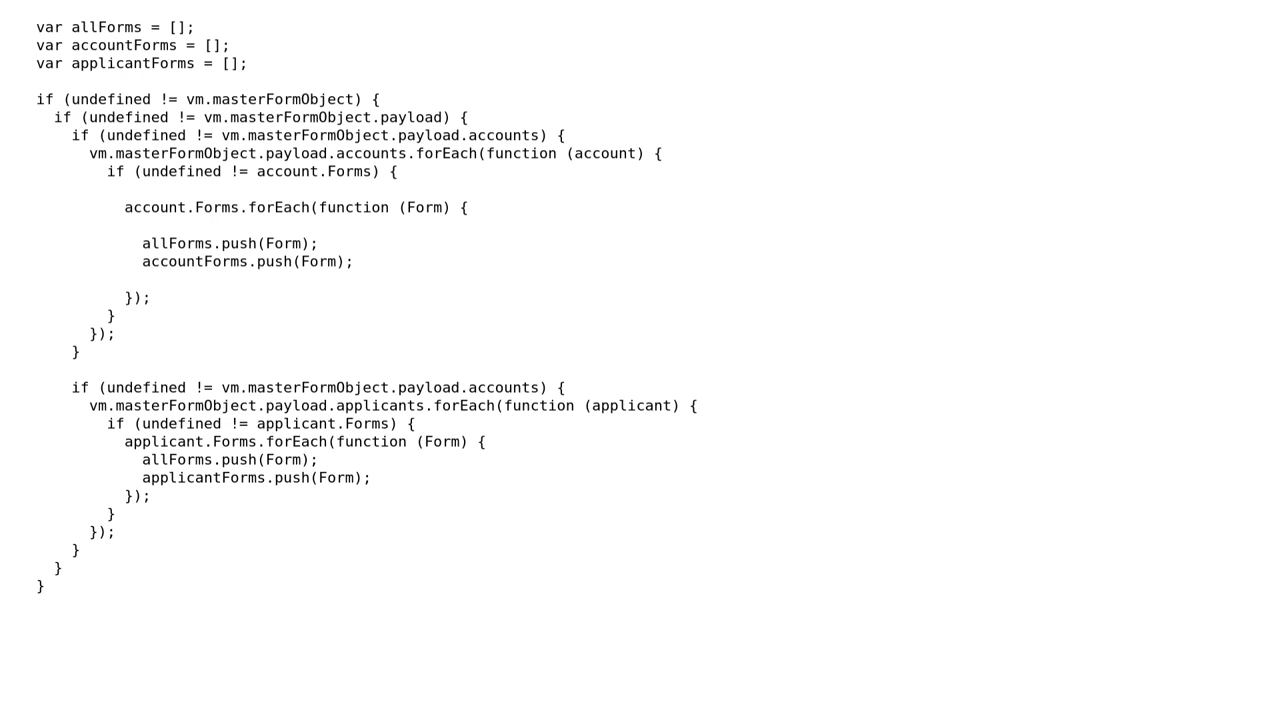 var allForms = [];
var accountForms = [];
var applicantForms = [];

if (undefined != vm.masterFormObject) {
  if (undefined != vm.masterFormObject.payload) {
    if (undefined != vm.masterFormObject.payload.accounts) {
      vm.masterFormObject.payload.accounts.forEach(function (account) {
        if (undefined != account.Forms) {

          account.Forms.forEach(function (Form) {

            allForms.push(Form);
            accountForms.push(Form);

          });
        }
      });
    }

    if (undefined != vm.masterFormObject.payload.accounts) {
      vm.masterFormObject.payload.applicants.forEach(function (applicant) {
        if (undefined != applicant.Forms) {
          applicant.Forms.forEach(function (Form) {
            allForms.push(Form);
            applicantForms.push(Form);
          });
        }
      });
    }
  }
}